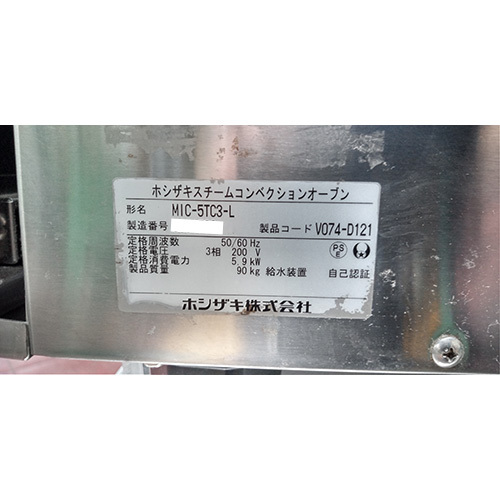 ホシザキスチームコンベクションオーブン
形名 MIC-5TC3-L
製造番号 製品コード V074-D121
定格周波数 50/60 Hz
定格電圧 3相 200 V
定格消費電力 5.9 kW
製品質量 90 kg 給水装置 自己認証
PS E
ホシザキ株式会社